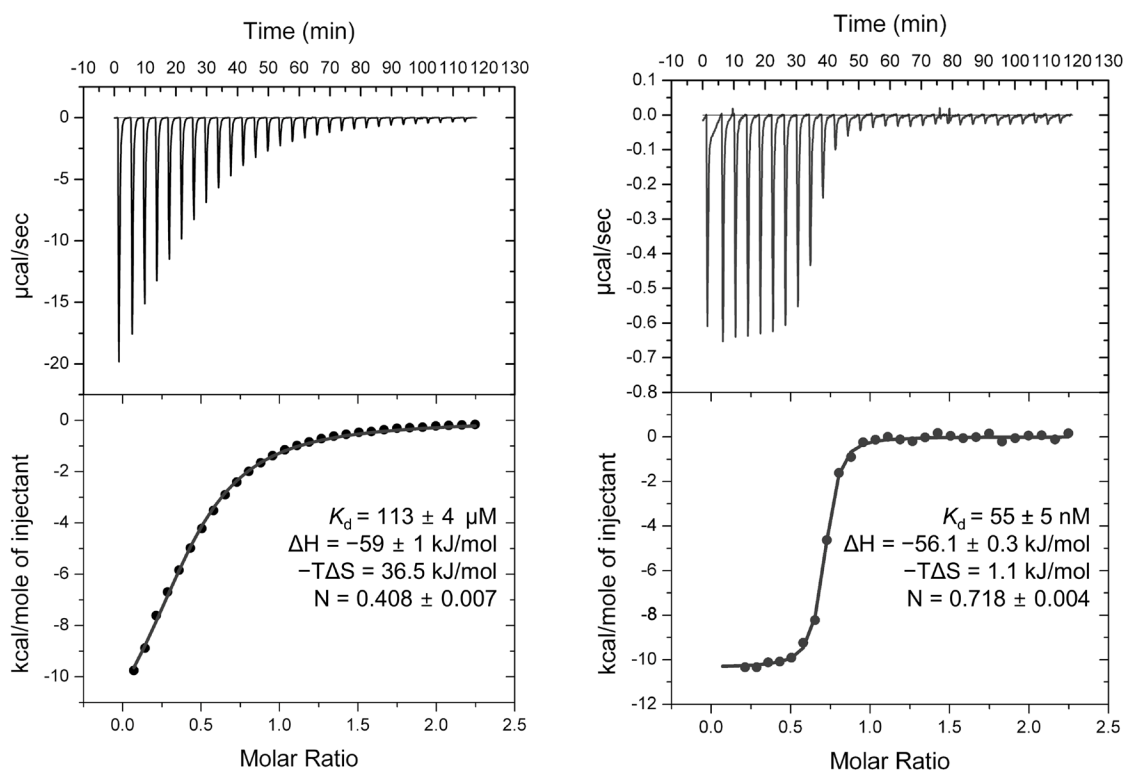 Time (min)
-10 0 10 20 30 40 50 60 70 80 90 100 110 120 130
0
-5
-10
-15
-20
µcal/sec
0
-2
-4
-6
-8
-10
kcal/mole of injectant
Kd = 113 ± 4 µM
ΔH = −59 ± 1 kJ/mol
−TΔS = 36.5 kJ/mol
N = 0.408 ± 0.007
0.0 0.5 1.0 1.5 2.0 2.5
Molar Ratio
Time (min)
-10 0 10 20 30 40 50 60 70 80 90 100 110 120 130
0.1
0.0
-0.1
-0.2
-0.3
-0.4
-0.5
-0.6
-0.7
-0.8
µcal/sec
0
-2
-4
-6
-8
-10
-12
kcal/mole of injectant
Kd = 55 ± 5 nM
ΔH = −56.1 ± 0.3 kJ/mol
−TΔS = 1.1 kJ/mol
N = 0.718 ± 0.004
0.0 0.5 1.0 1.5 2.0 2.5
Molar Ratio